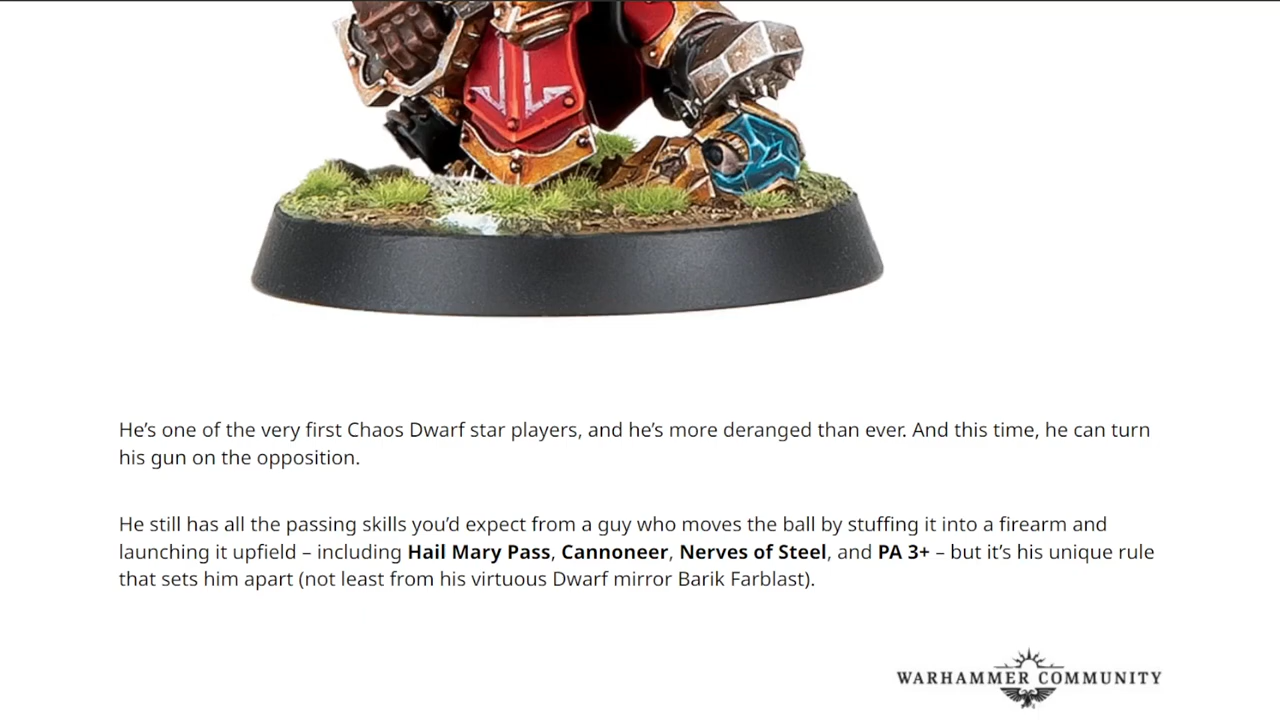 He’s one of the very first Chaos Dwarf star players, and he’s more deranged than ever. And this time, he can turn
his gun on the opposition.
He still has all the passing skills you’d expect from a guy who moves the ball by stuffing it into a firearm and
launching it upfield – including Hail Mary Pass, Cannoneer, Nerves of Steel, and PA 3+ – but it’s his unique rule
that sets him apart (not least from his virtuous Dwarf mirror Barik Farblast).
WARHAMMER COMMUNITY